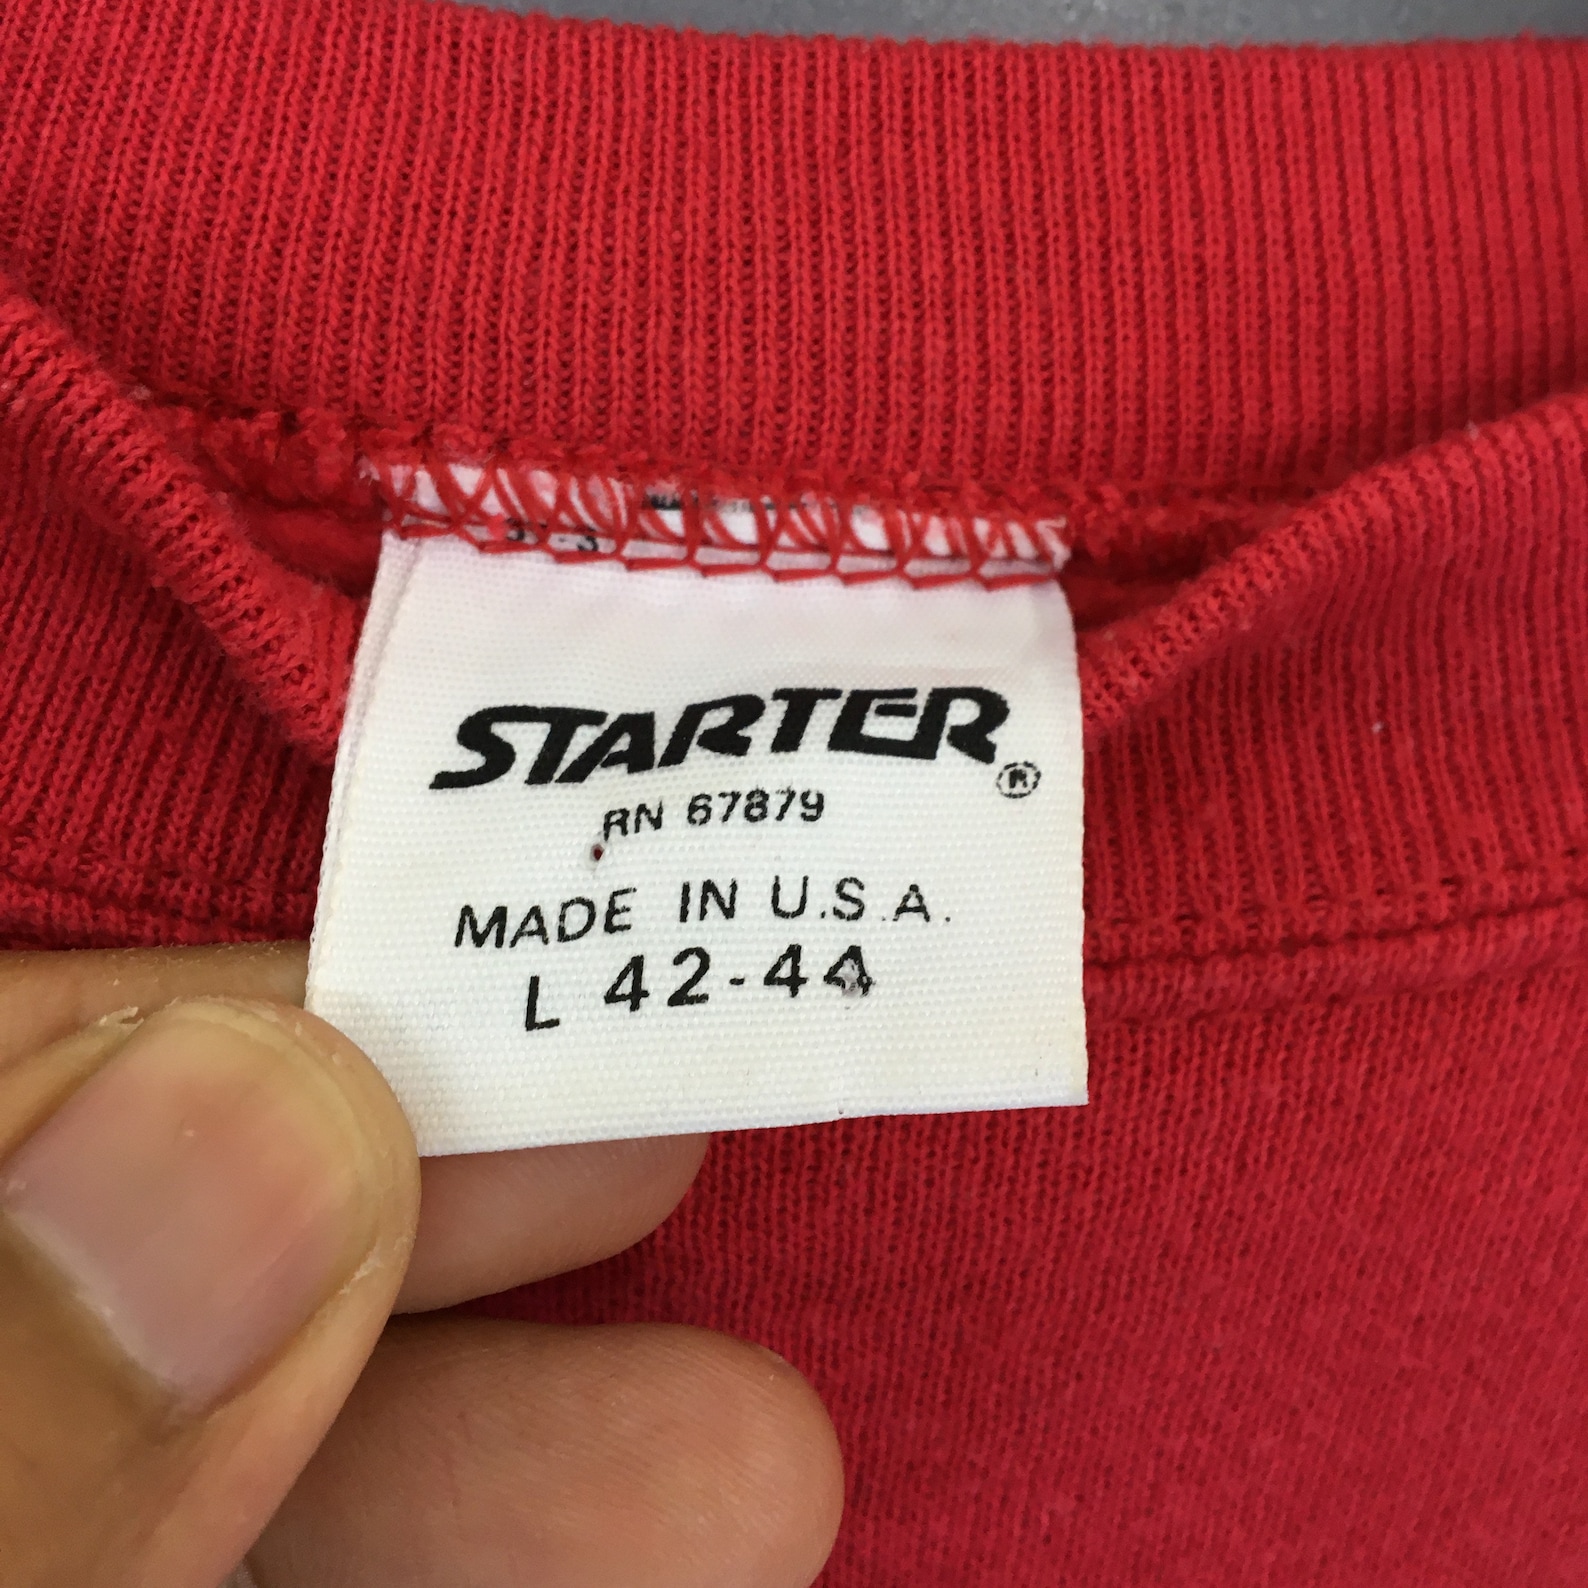 STARTER®
RN 67879
MADE IN U.S.A.
L 42-44